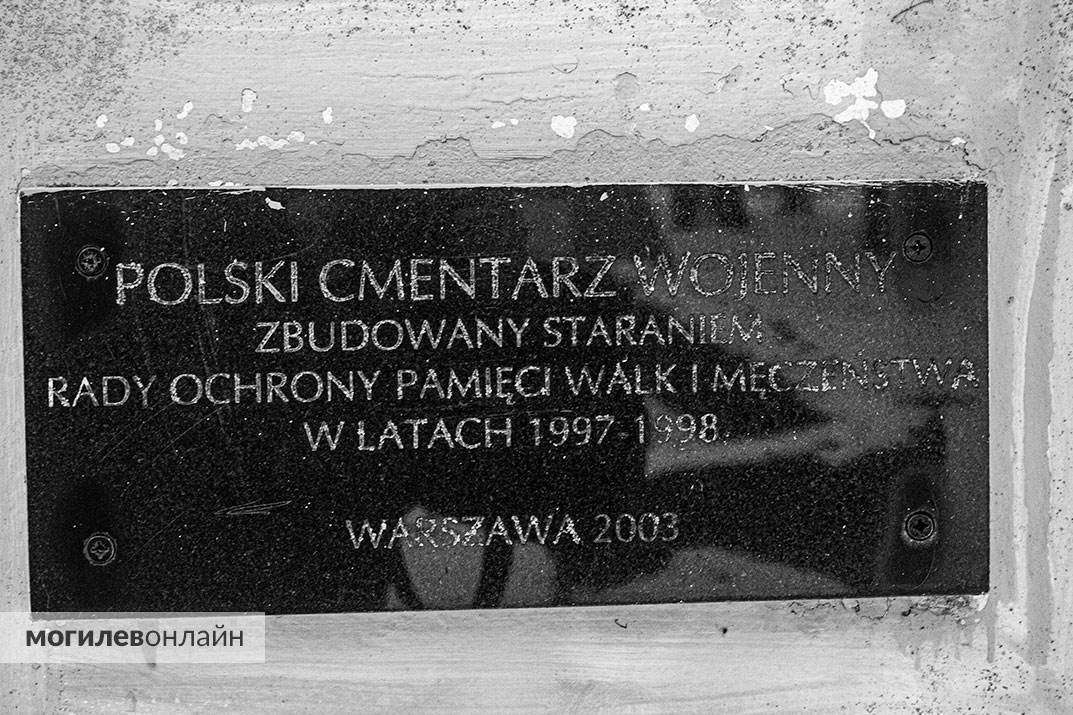 POLSKI CMENTARZ WOJENNY
ZBUDOWANY STARANIEM
RADY OCHRONY PAMIĘCI WALK I MĘCZEŃSTWA
W LATACH 1997-1998
WARSZAWA 2003
МОГИЛЕВОНЛАЙН